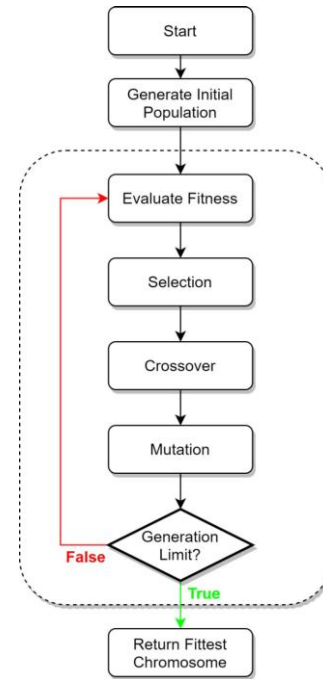 Start
Generate Initial
Population
Evaluate Fitness
Selection
Crossover
Mutation
Generation
Limit?
False
True
Return Fittest
Chromosome